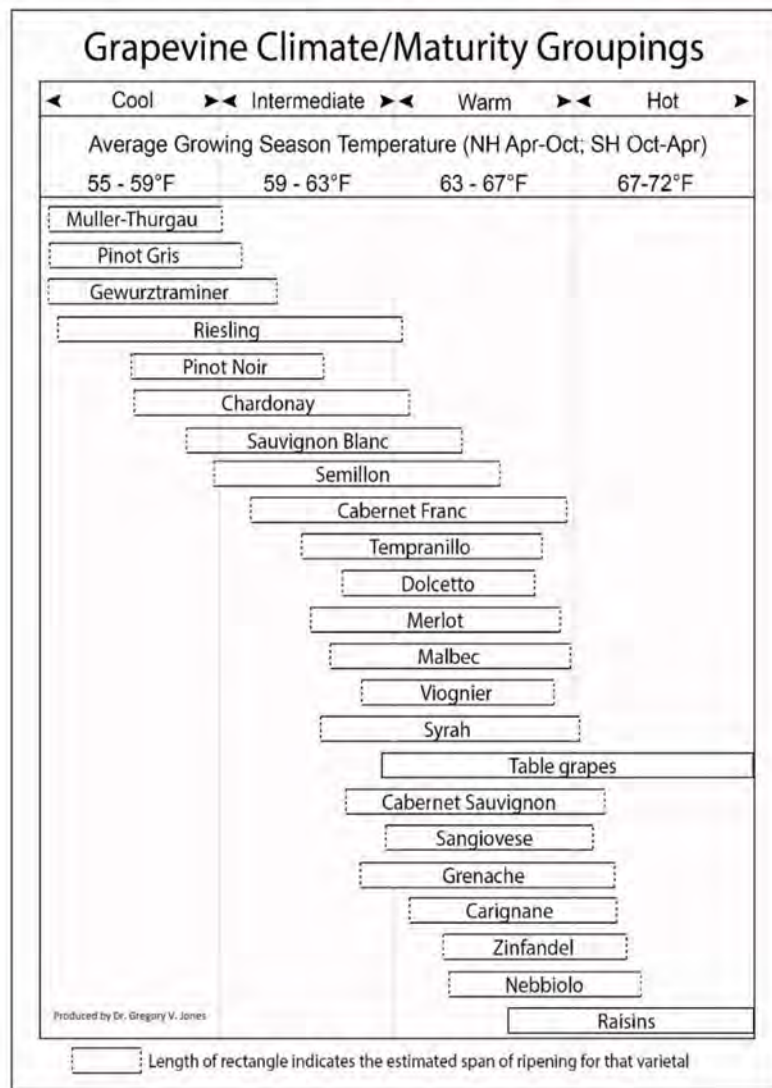 Grapevine Climate/Maturity Groupings
Cool Intermediate Warm Hot
Average Growing Season Temperature (NH Apr-Oct; SH Oct-Apr)
55 - 59°F 59 - 63°F 63 - 67°F 67-72°F
Muller-Thurgau
Pinot Gris
Gewurztraminer
Riesling
Pinot Noir
Chardonay
Sauvignon Blanc
Semillon
Cabernet Franc
Tempranillo
Dolcetto
Merlot
Malbec
Viognier
Syrah
Table grapes
Cabernet Sauvignon
Sangiovese
Grenache
Carignane
Zinfandel
Nebbiolo
Raisins
Produced by Dr. Gregory V. Jones
Length of rectangle indicates the estimated span of ripening for that varietal